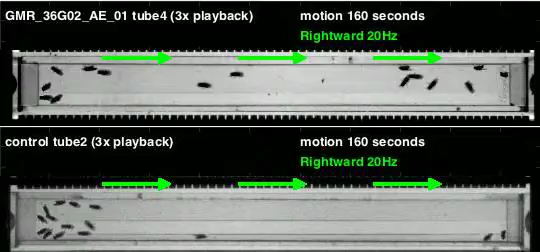 GMR_36G02_AE_01 tube4 (3x playback)
motion 160 seconds
Rightward 20Hz
control tube2 (3x playback)
motion 160 seconds
Rightward 20Hz